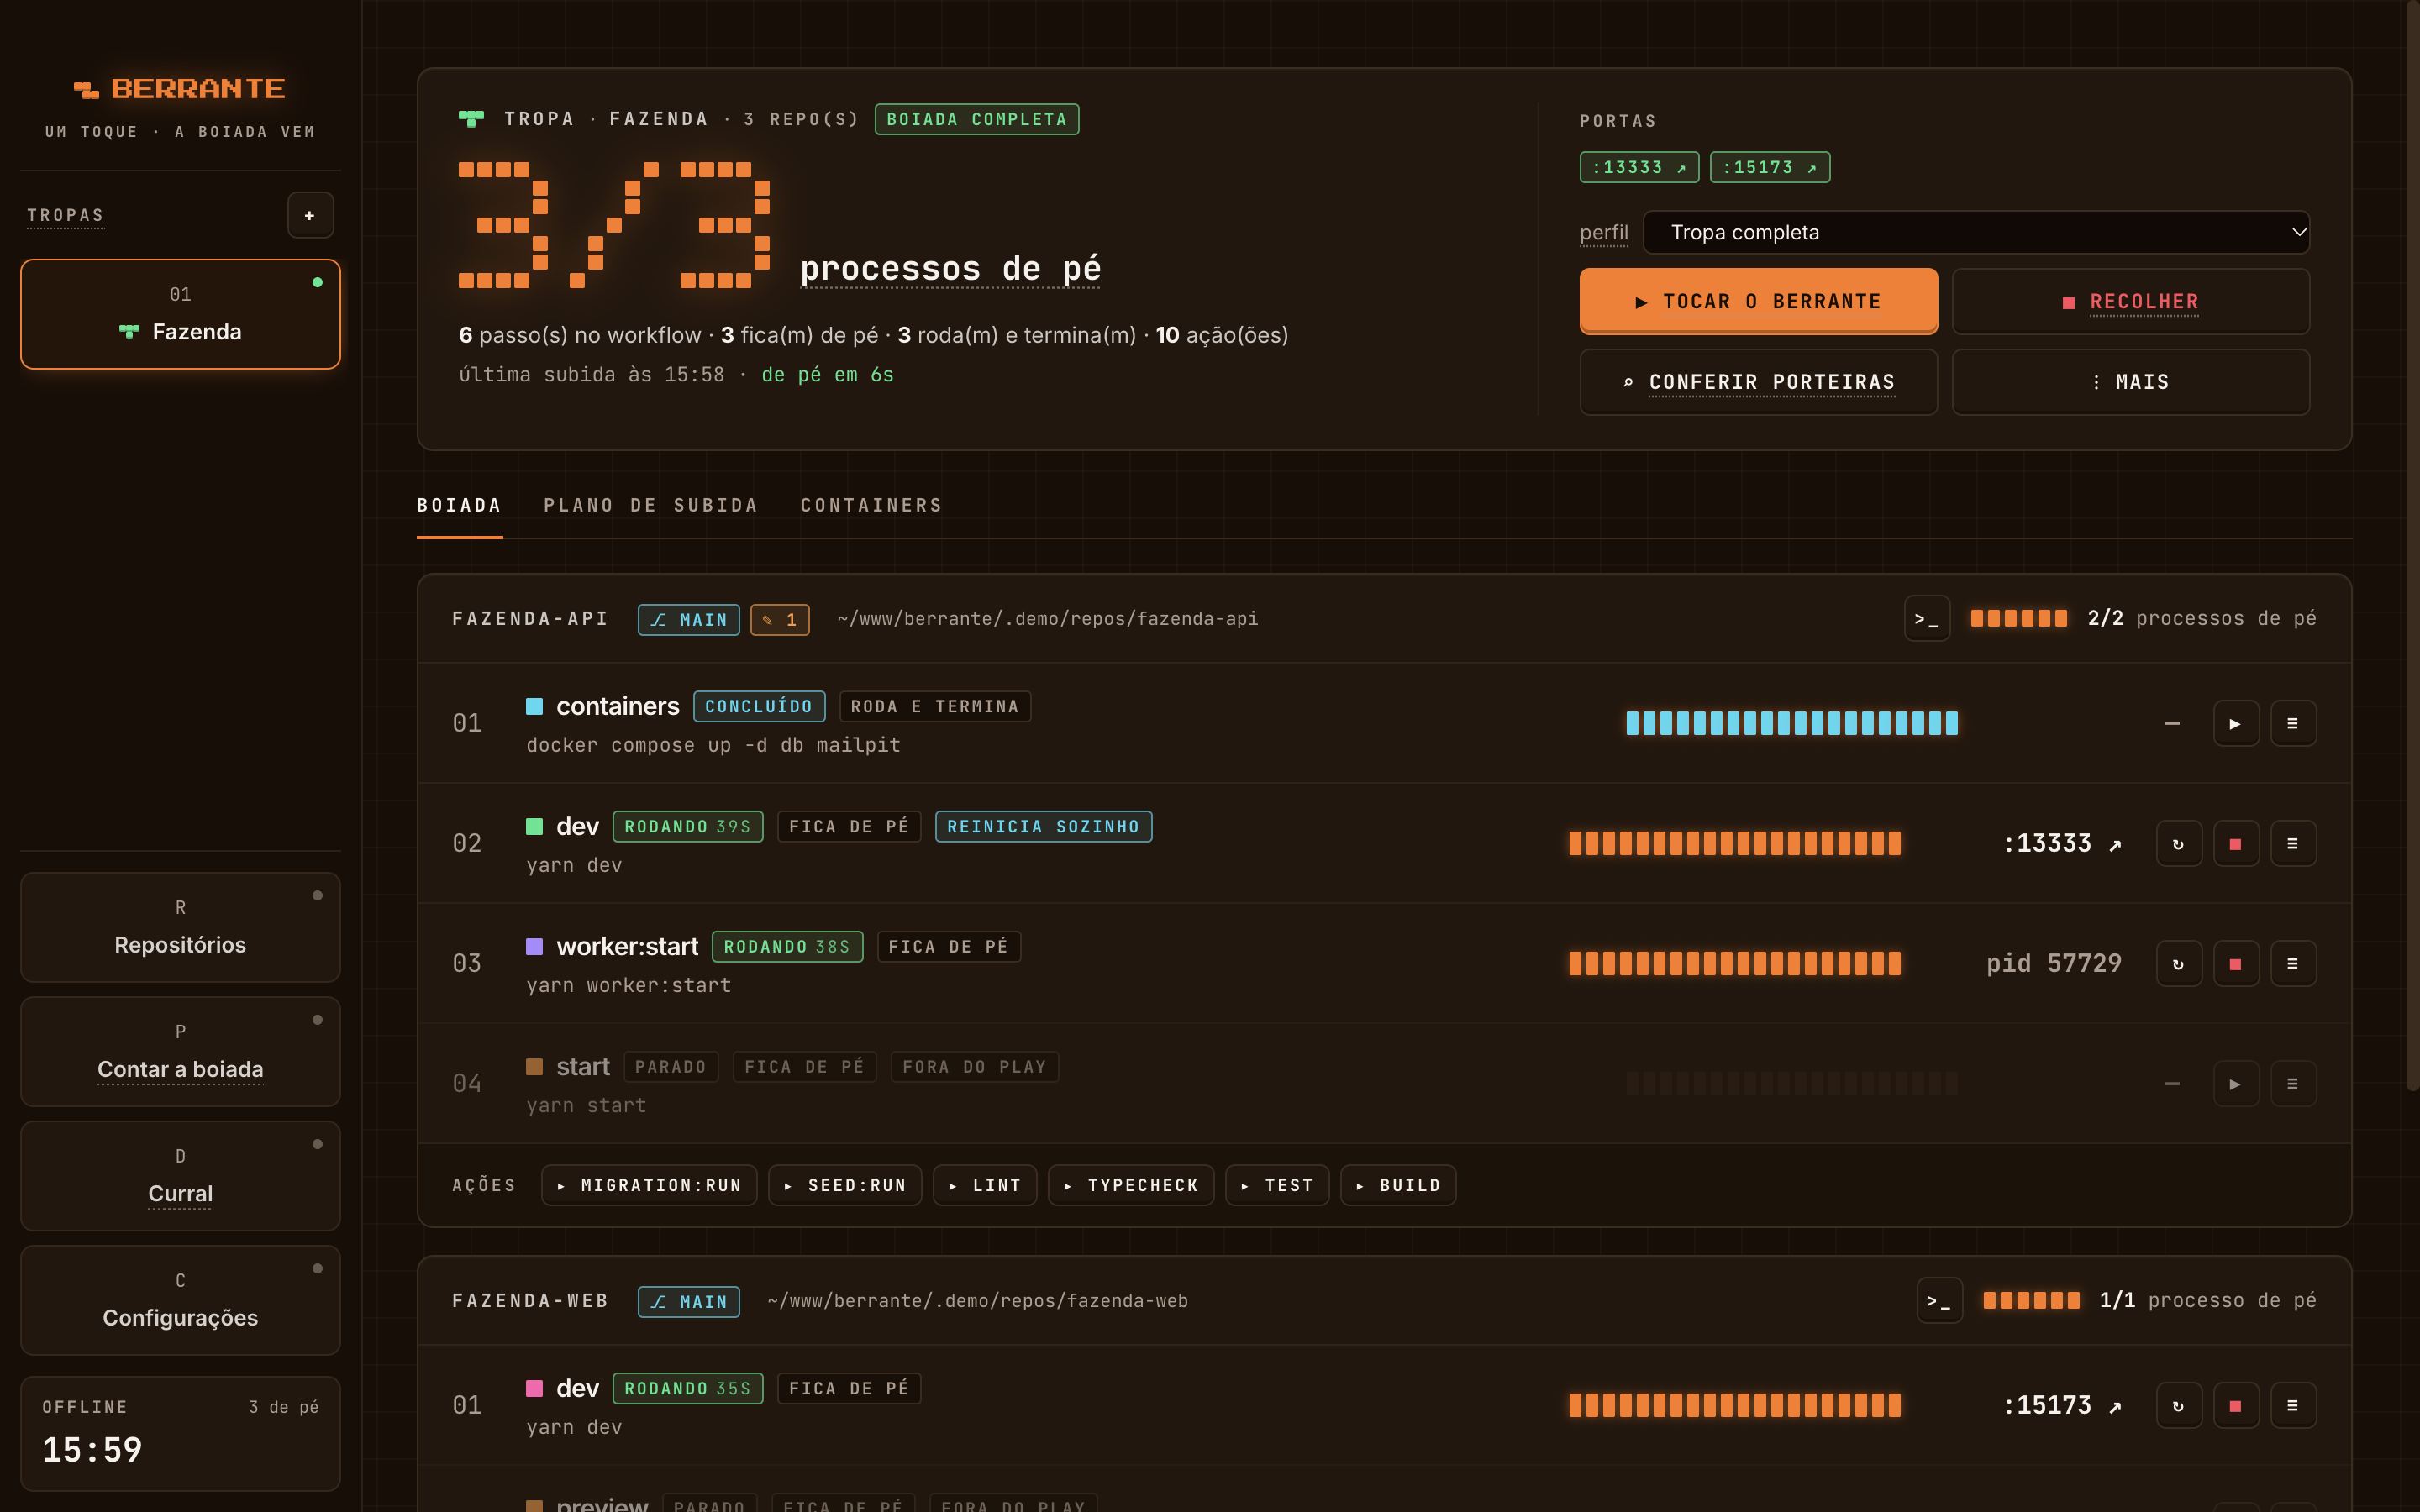 BERRANTE
UM TOQUE · A BOIADA VEM
TROPAS +
01
Fazenda
R
Repositórios
P
Contar a boiada
D
Curral
C
Configurações
OFFLINE 3 de pé
15:59
TROPA · FAZENDA · 3 REPO(S) BOIADA COMPLETA
3/3 processos de pé
6 passo(s) no workflow · 3 fica(m) de pé · 3 roda(m) e termina(m) · 10 ação(ões)
última subida às 15:58 · de pé em 6s
PORTAS
:13333 ↗ :15173 ↗
perfil Tropa completa
▶ TOCAR O BERRANTE
■ RECOLHER
⌕ CONFERIR PORTEIRAS
⋮ MAIS
BOIADA PLANO DE SUBIDA CONTAINERS
FAZENDA-API ⎇ MAIN ✎ 1 ~/www/berrante/.demo/repos/fazenda-api >_ 2/2 processos de pé
01 containers CONCLUÍDO RODA E TERMINA — ▶ ≡
docker compose up -d db mailpit
02 dev RODANDO 39S FICA DE PÉ REINICIA SOZINHO :13333 ↗ ↻ ■ ≡
yarn dev
03 worker:start RODANDO 38S FICA DE PÉ pid 57729 ↻ ■ ≡
yarn worker:start
04 start PARADO FICA DE PÉ FORA DO PLAY — ▶ ≡
yarn start
AÇÕES ▸ MIGRATION:RUN ▸ SEED:RUN ▸ LINT ▸ TYPECHECK ▸ TEST ▸ BUILD
FAZENDA-WEB ⎇ MAIN ~/www/berrante/.demo/repos/fazenda-web >_ 1/1 processo de pé
01 dev RODANDO 35S FICA DE PÉ :15173 ↗ ↻ ■ ≡
yarn dev
preview PARADO FICA DE PÉ FORA DO PLAY